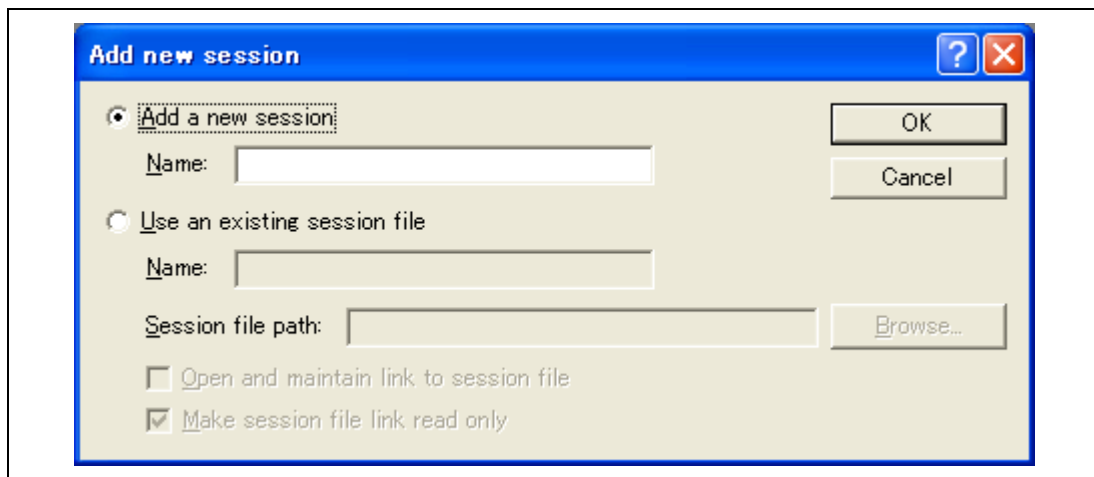 Add new session
Add a new session
OK
Name:
Cancel
Use an existing session file
Name:
Session file path:
Browse...
Open and maintain link to session file
Make session file link read only